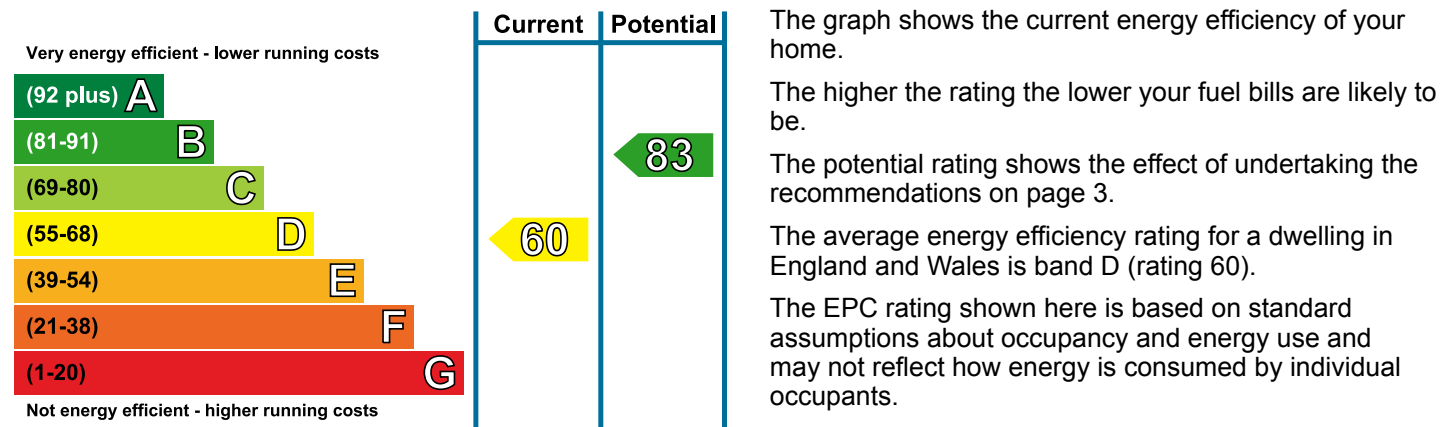 Current Potential
Very energy efficient - lower running costs
(92 plus) A
(81-91) B
(69-80) C
(55-68) D
(39-54) E
(21-38) F
(1-20) G
Not energy efficient - higher running costs
83
60
The graph shows the current energy efficiency of your
home.
The higher the rating the lower your fuel bills are likely to
be.
The potential rating shows the effect of undertaking the
recommendations on page 3.
The average energy efficiency rating for a dwelling in
England and Wales is band D (rating 60).
The EPC rating shown here is based on standard
assumptions about occupancy and energy use and
may not reflect how energy is consumed by individual
occupants.